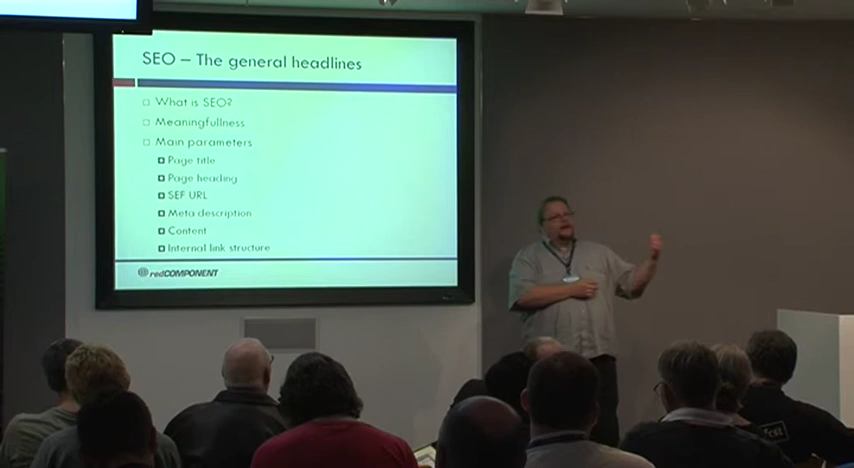 SEO – The general headlines
What is SEO?
Meaningfullness
Main parameters
Page title
Page heading
SEF URL
Meta description
Content
Internal link structure
redCOMPONENT